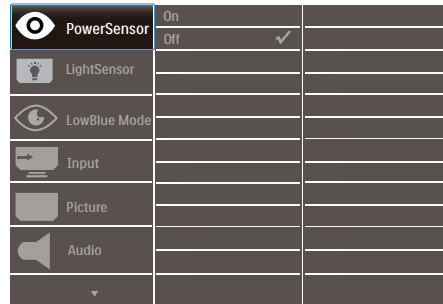 PowerSensor
On
Off
LightSensor
LowBlue Mode
Input
Picture
Audio